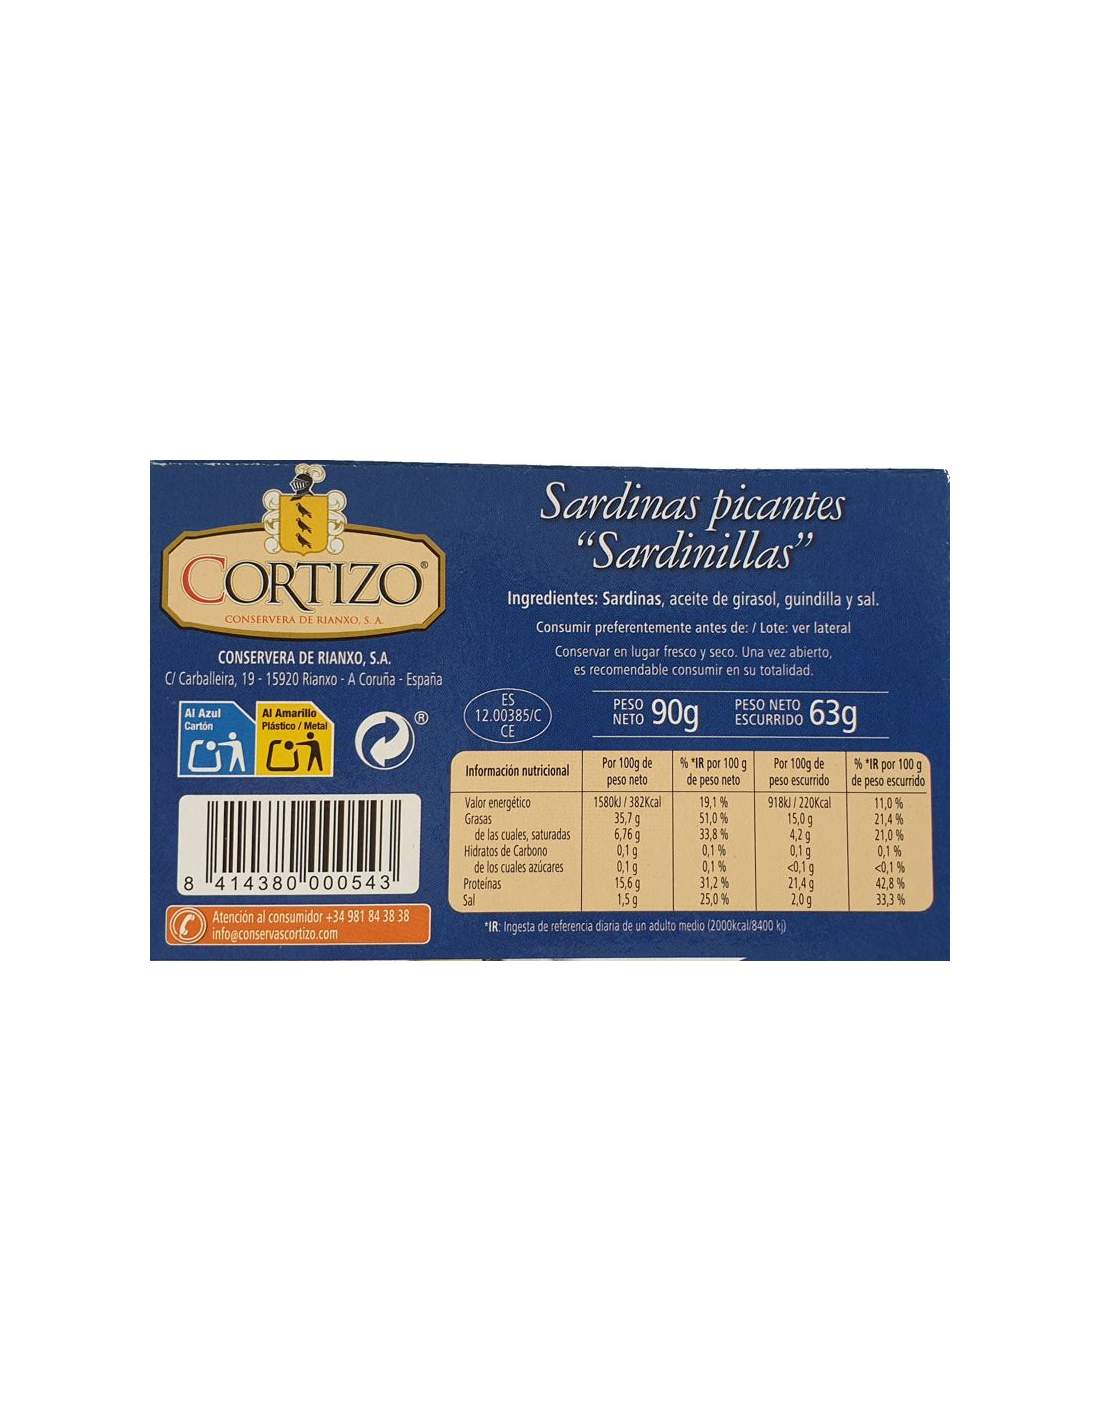 CORTIZO®
CONSERVERA DE RIANXO, S. A.
CONSERVERA DE RIANXO, S.A.
C/ Carballeira, 19 - 15920 Rianxo - A Coruña - España
Al Azul
Cartón
Al Amarillo
Plástico / Metal
®
8 414380 000543
Atención al consumidor +34 981 84 38 38
info@conservascortizo.com
Sardinas picantes
“Sardinillas”
Ingredientes: Sardinas, aceite de girasol, guindilla y sal.
Consumir preferentemente antes de: / Lote: ver lateral
Conservar en lugar fresco y seco. Una vez abierto,
es recomendable consumir en su totalidad.
ES
12.00385/C
CE
PESO NETO 90g PESO NETO ESCURRIDO 63g
Información nutricional Por 100g de peso neto % *IR por 100 g de peso neto Por 100g de peso escurrido % *IR por 100 g de peso escurrido
Valor energético 1580kJ / 382Kcal 19,1 % 918kJ / 220Kcal 11,0 %
Grasas 35,7 g 51,0 % 15,0 g 21,4 %
de las cuales, saturadas 6,76 g 33,8 % 4,2 g 21,0 %
Hidratos de Carbono 0,1 g 0,1 % 0,1 g 0,1 %
de los cuales azúcares 0,1 g 0,1 % <0,1 g <0,1 %
Proteínas 15,6 g 31,2 % 21,4 g 42,8 %
Sal 1,5 g 25,0 % 2,0 g 33,3 %
*IR: Ingesta de referencia diaria de un adulto medio (2000kcal/8400 kj)